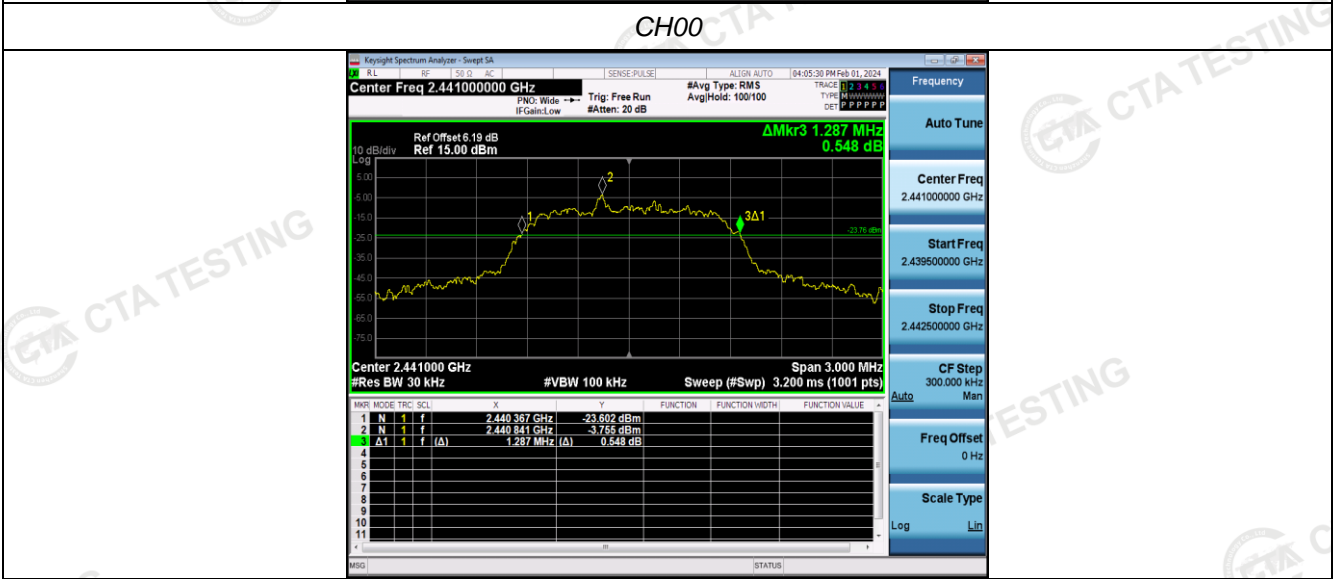 CH00
Keysight Spectrum Analyzer - Swept SA
RL RF 50 Ω AC SENSE:PULSE ALIGN AUTO 04:05:30 PM Feb 01, 2024
Center Freq 2.441000000 GHz
PNO: Wide
IFGain:Low
Trig: Free Run
#Atten: 20 dB
#Avg Type: RMS
Avg|Hold: 100/100
TRACE 1 2 3 4 5 6
TYPE M W W W W W
DET P P P P P P
Ref Offset 6.19 dB
Ref 15.00 dBm
10 dB/div
Log
ΔMkr3 1.287 MHz
0.548 dB
5.00
-5.00
-15.0
-25.0
-35.0
-45.0
-55.0
-65.0
-75.0
1
2
3Δ1
-23.76 dBm
Center 2.441000 GHz Span 3.000 MHz
#Res BW 30 kHz #VBW 100 kHz Sweep (#Swp) 3.200 ms (1001 pts)
MKR MODE TRC SCL X Y FUNCTION FUNCTION WIDTH FUNCTION VALUE
1 N 1 f 2.440 367 GHz -23.602 dBm
2 N 1 f 2.440 841 GHz -3.755 dBm
3 Δ1 1 f (Δ) 1.287 MHz (Δ) 0.548 dB
4
5
6
7
8
9
10
11
MSG STATUS
Frequency
Auto Tune
Center Freq
2.441000000 GHz
Start Freq
2.439500000 GHz
Stop Freq
2.442500000 GHz
CF Step
300.000 kHz
Auto Man
Freq Offset
0 Hz
Scale Type
Log Lin
CTA TESTING
CTA TESTING
CTA
CTA TESTING
ESTING